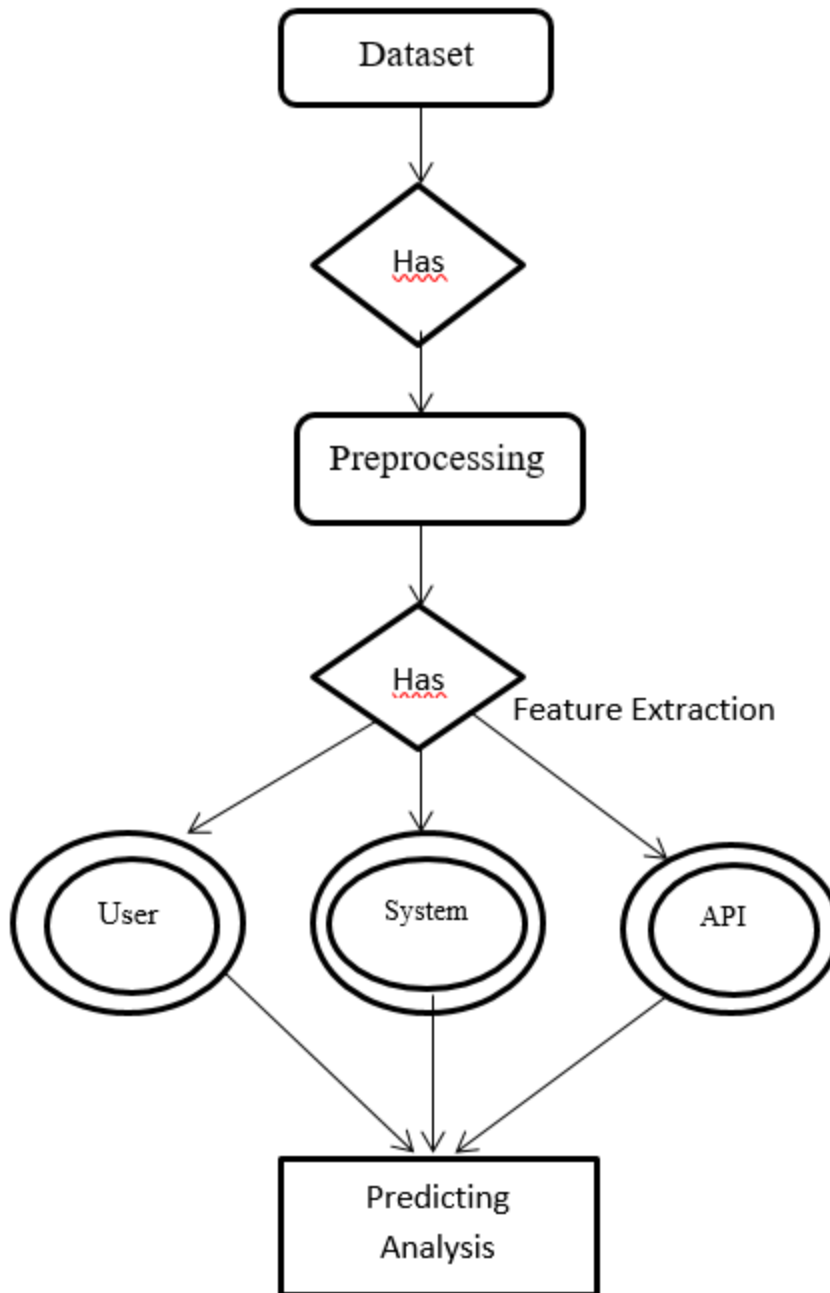 Dataset
Has
Preprocessing
Has
Feature Extraction
User
System
API
Predicting
Analysis